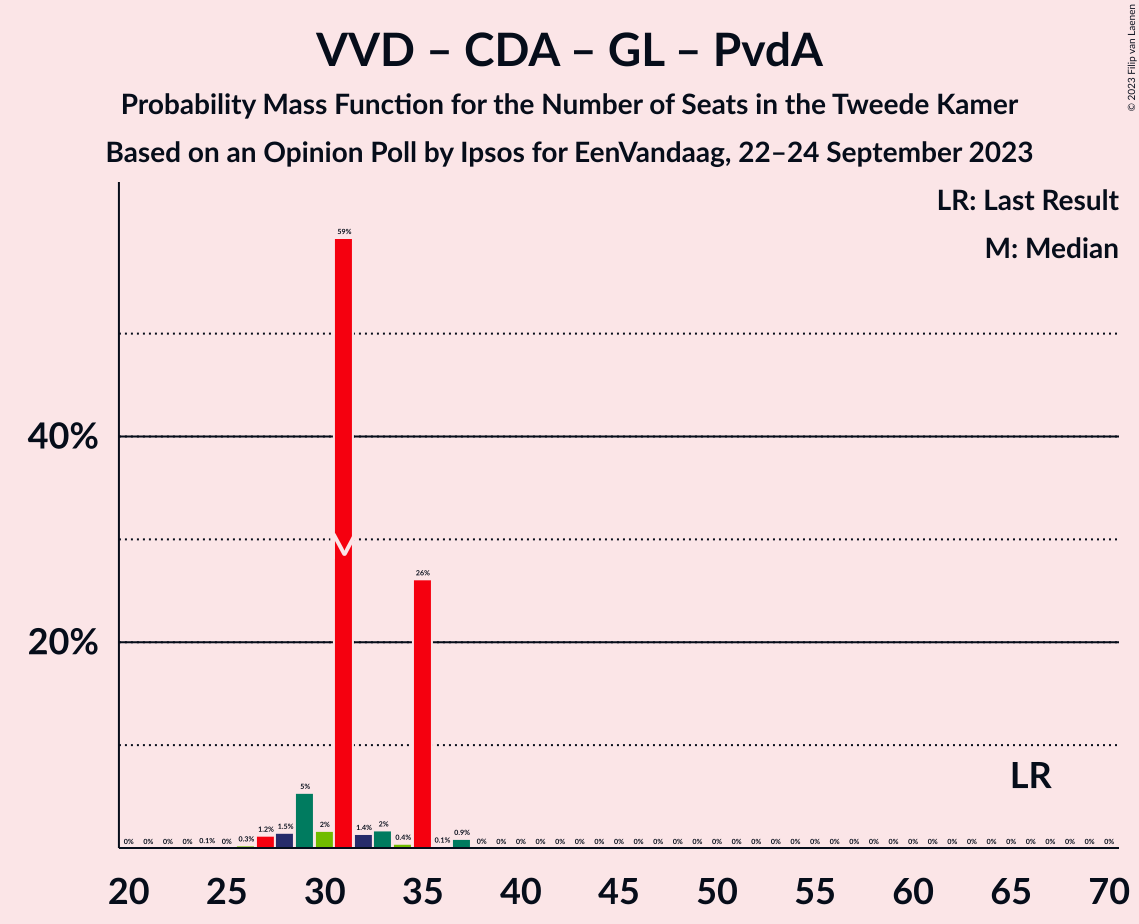 VVD – CDA – GL – PvdA
Probability Mass Function for the Number of Seats in the Tweede Kamer
Based on an Opinion Poll by Ipsos for EenVandaag, 22–24 September 2023
© 2023 Filip van Laenen
LR: Last Result
M: Median
40%
20%
0% 0% 0% 0% 0.1% 0% 0.3% 1.2% 1.5% 5% 2% 59% 1.4% 2% 0.4% 26% 0.1% 0.9% 0% 0% 0% 0% 0% 0% 0% 0% 0% 0% 0% 0% 0% 0% 0% 0% 0% 0% 0% 0% 0% 0% 0% 0% 0% 0% 0% 0% 0% 0% 0% 0% 0%
LR
20 25 30 35 40 45 50 55 60 65 70